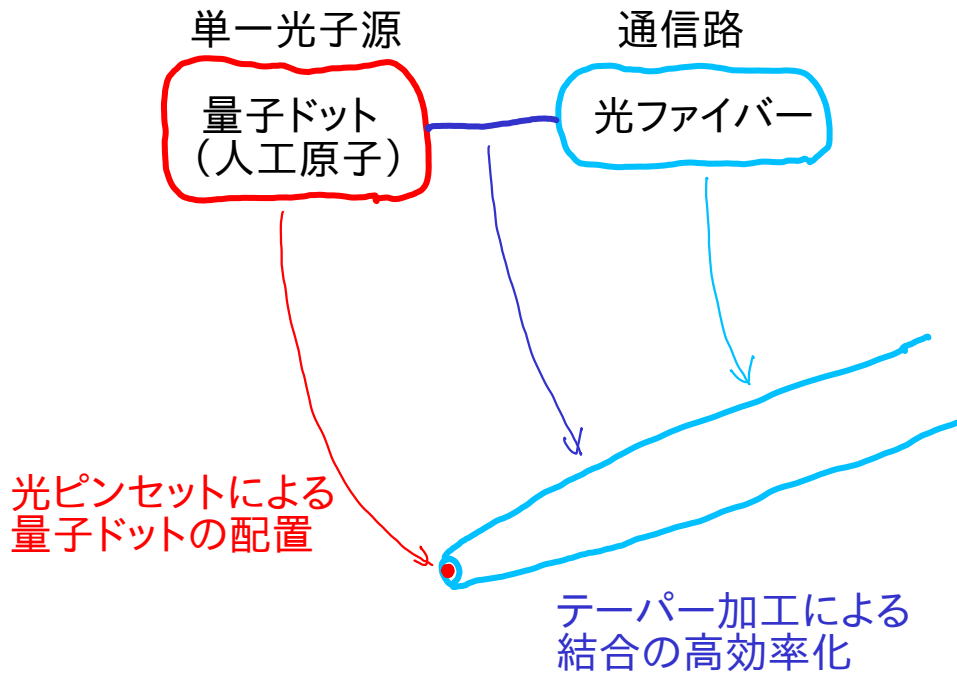 単一光子源
通信路
量子ドット
（人工原子）
光ファイバー
光ピンセットによる
量子ドットの配置
テーパー加工による
結合の高効率化